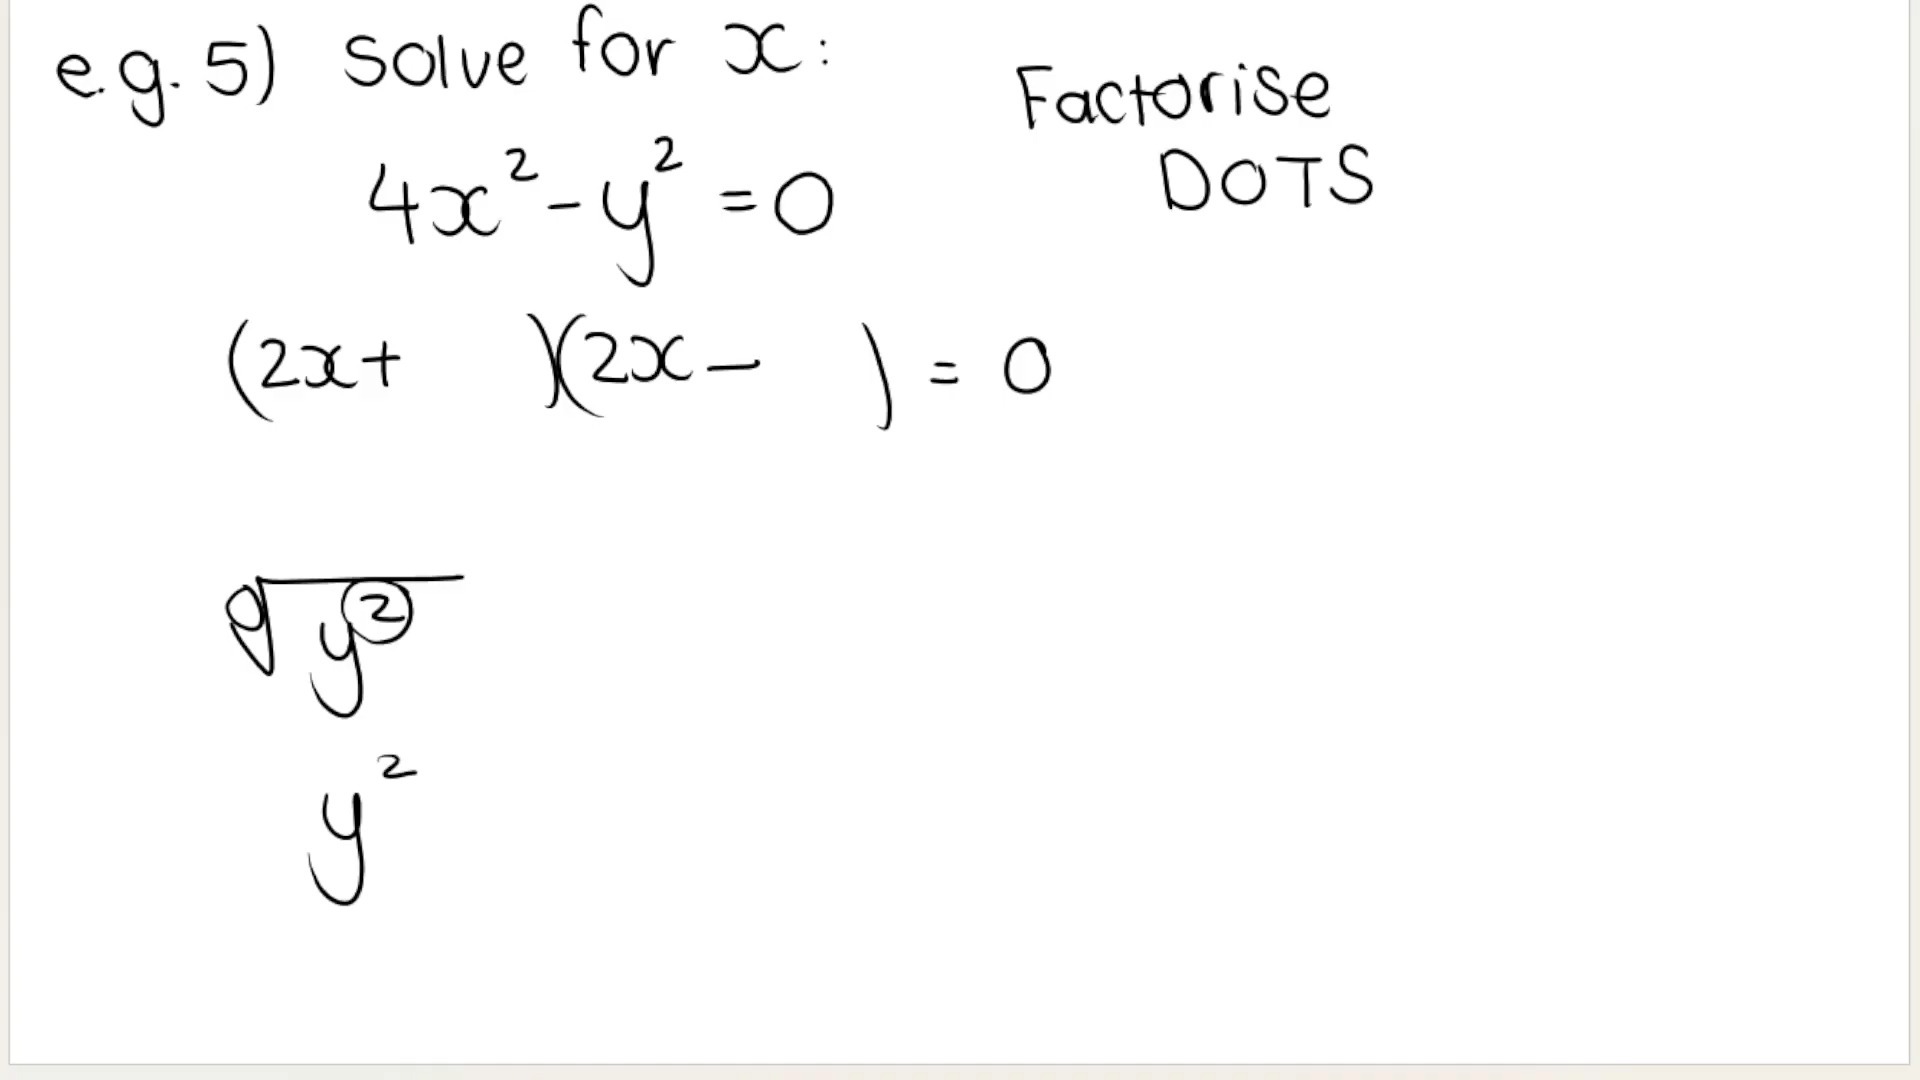 e.g. 5) Solve for x:
4x² - y² = 0
(2x +   )(2x -   ) = 0
√y²
y²
Factorise
DOTS